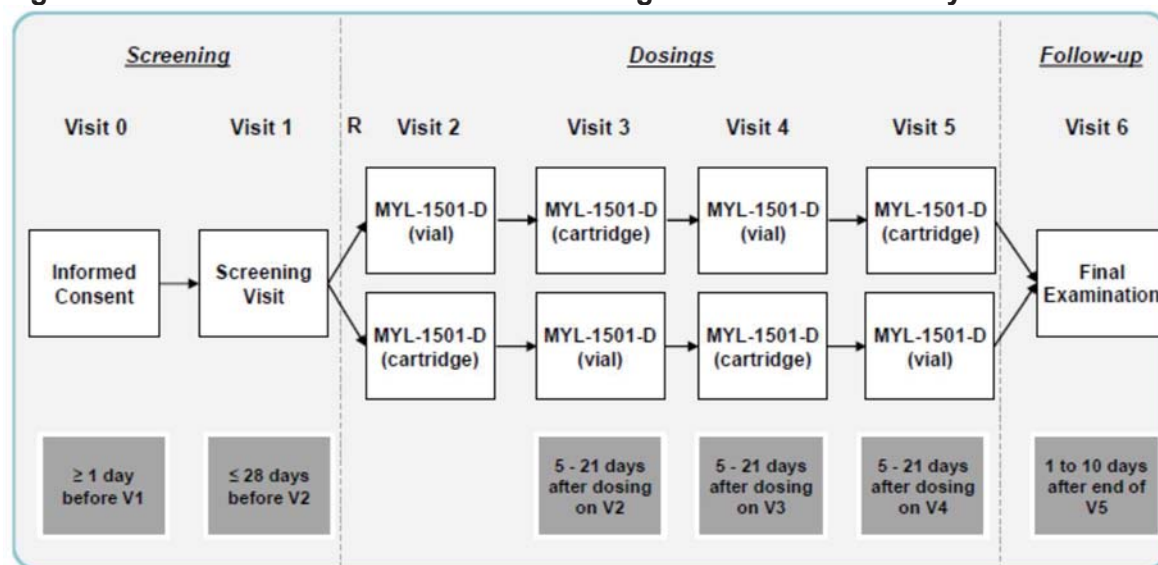 Screening
Dosings
Follow-up
Visit 0
Visit 1
R
Visit 2
Visit 3
Visit 4
Visit 5
Visit 6
MYL-1501-D
(vial)
MYL-1501-D
(cartridge)
MYL-1501-D
(vial)
MYL-1501-D
(cartridge)
Informed
Consent
Screening
Visit
Final
Examination
MYL-1501-D
(cartridge)
MYL-1501-D
(vial)
MYL-1501-D
(cartridge)
MYL-1501-D
(vial)
≥ 1 day
before V1
≤ 28 days
before V2
5 - 21 days
after dosing
on V2
5 - 21 days
after dosing
on V3
5 - 21 days
after dosing
on V4
1 to 10 days
after end of
V5